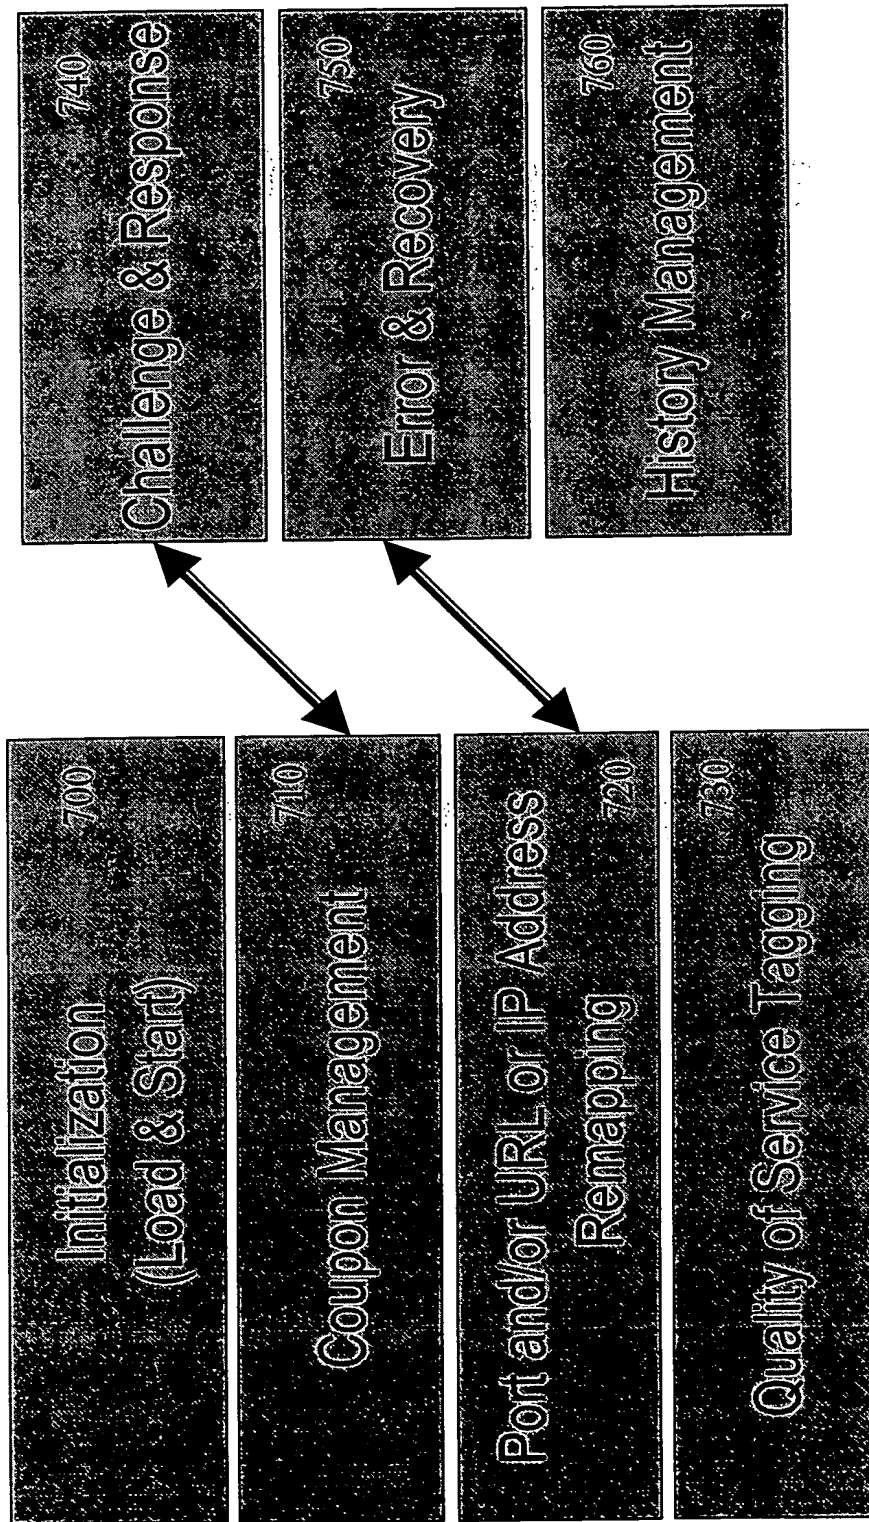 Initialization
(Load & Start)
700
Coupon Management
710
Port and/or URL or IP Address
Remapping
720
Quality of Service Tagging
730
Challenge & Response
740
Error & Recovery
750
History Management
760